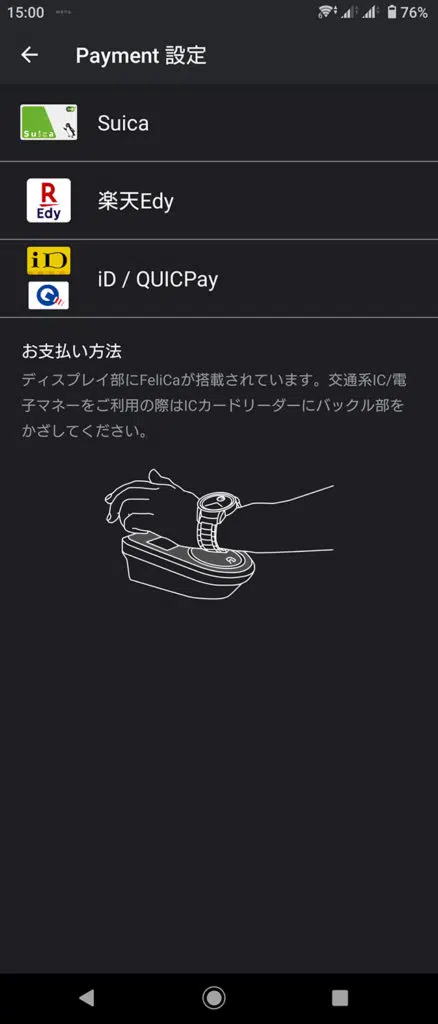 15:00
76%
Payment 設定
Suica
Suica
R
Edy
楽天Edy
iD
Q
iD / QUICPay
お支払い方法
ディスプレイ部にFeliCaが搭載されています。交通系IC/電
子マネーをご利用の際はICカードリーダーにバックル部を
かざしてください。